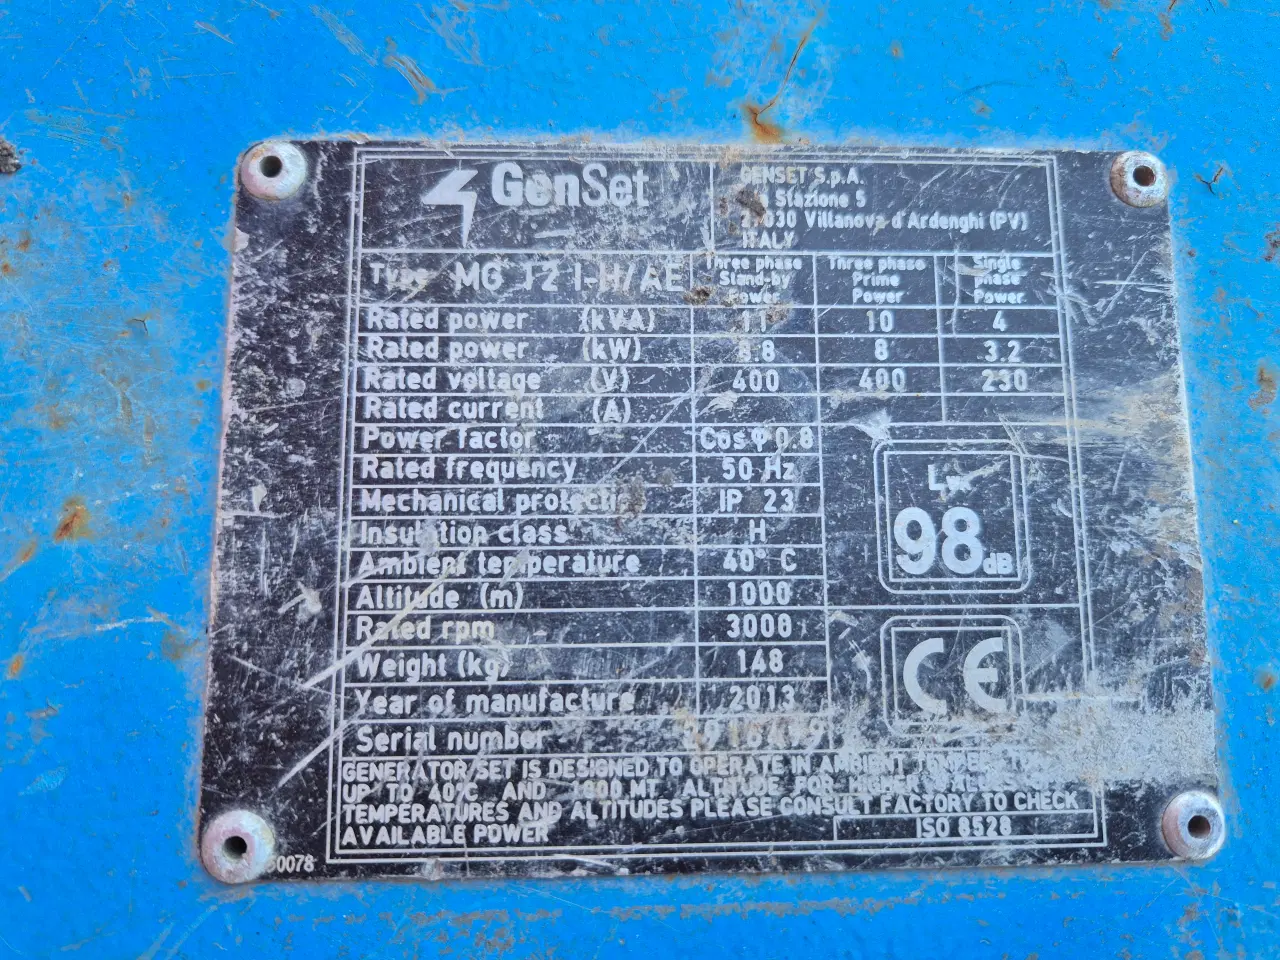 GenSet
GENSET S.p.A.
Stazione 5
Villanova d'Ardenghi (PV)
ITALY
Type MG 12 I-H/AE
Three phase Stand-by Power
Three phase Prime Power
Single phase Power
Rated power (kVA) 11 10 4
Rated power (kW) 8.8 8 3.2
Rated voltage (V) 400 400 230
Rated current (A)
Power factor Cos φ 0.8
Rated frequency 50 Hz
Mechanical protection IP 23
Insulation class H
Ambient temperature 40° C
Altitude (m) 1000
Rated rpm 3000
Weight (kg) 148
Year of manufacture 2013
Serial number
Lw
98 dB
CE
GENERATOR SET IS DESIGNED TO OPERATE IN AMBIENT TEMPERATURE
UP TO 40°C AND 1000 MT ALTITUDE FOR HIGHER
TEMPERATURES AND ALTITUDES PLEASE CONSULT FACTORY TO CHECK
AVAILABLE POWER
ISO 8528